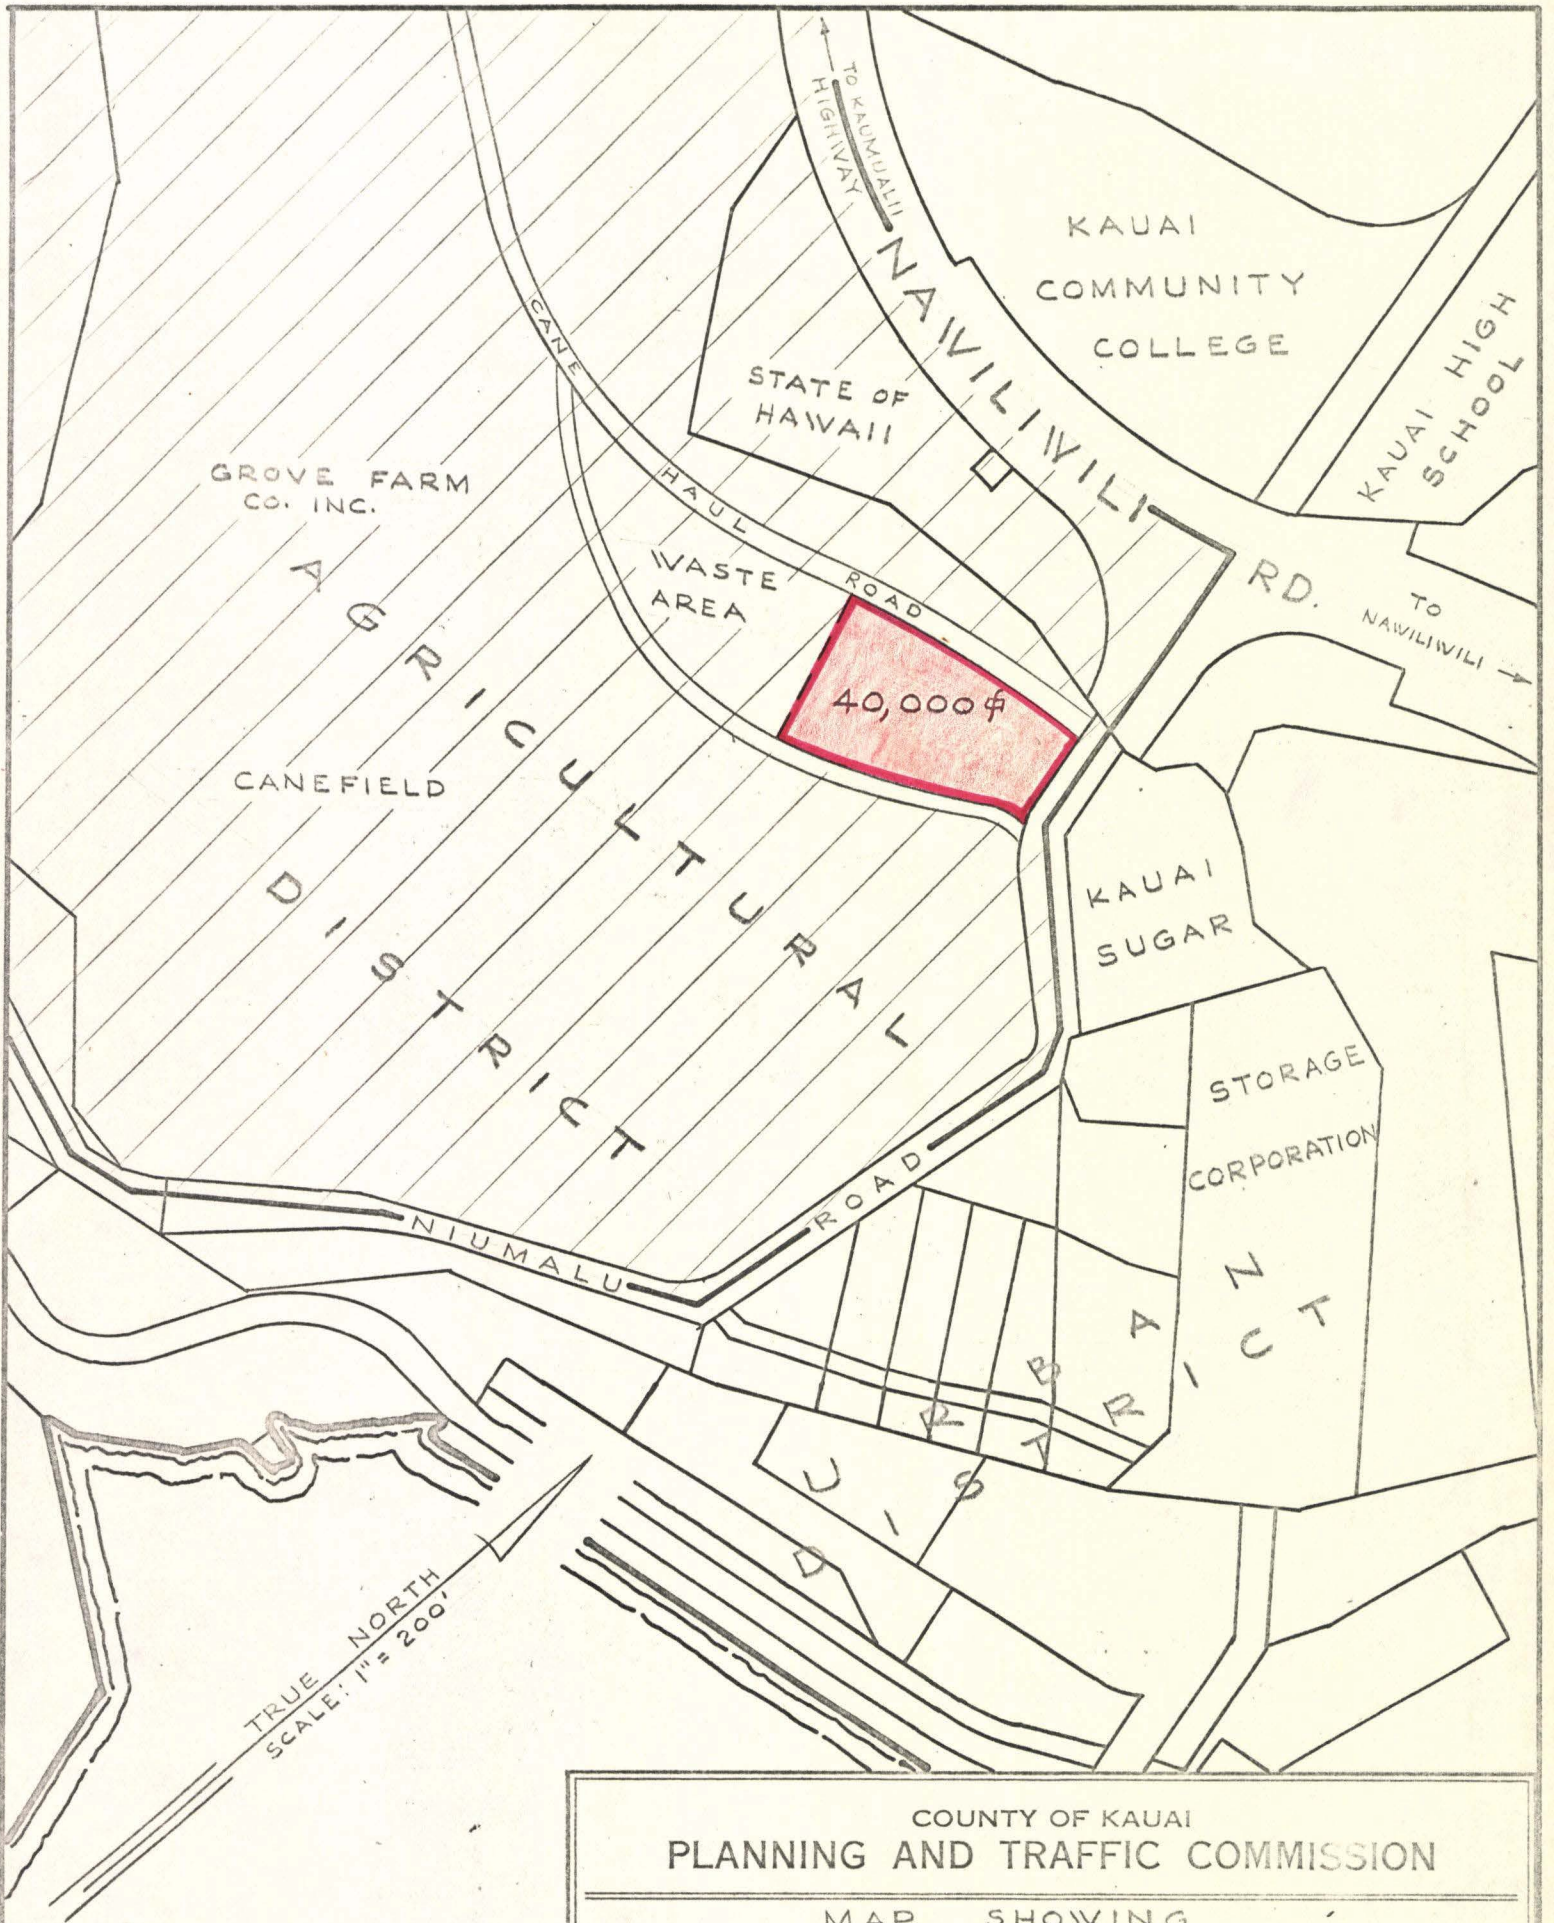 TO KAUMUALII
HIGHWAY
NAWILIWILI
RD.
KAUAI
COMMUNITY
COLLEGE
KAUAI HIGH
SCHOOL
CANE
HAUL
ROAD
STATE OF
HAWAII
GROVE FARM
CO. INC.
WASTE
AREA
TO
NAWILIWILI
40,000 ⏍
AGRICULTURAL
DISTRICT
CANEFIELD
KAUAI
SUGAR
STORAGE
CORPORATION
NIUMALU
ROAD
URBAN
DISTRICT
TRUE NORTH
SCALE: 1" = 200'
COUNTY OF KAUAI
PLANNING AND TRAFFIC COMMISSION
MAP SHOWING